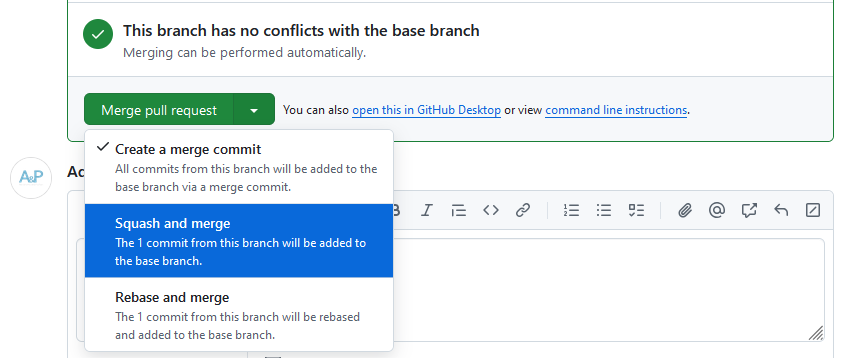 This branch has no conflicts with the base branch
Merging can be performed automatically.
Merge pull request
You can also open this in GitHub Desktop or view command line instructions.
Create a merge commit
All commits from this branch will be added to the
base branch via a merge commit.
A&P
Ad
Squash and merge
The 1 commit from this branch will be added to
the base branch.
Rebase and merge
The 1 commit from this branch will be rebased
and added to the base branch.